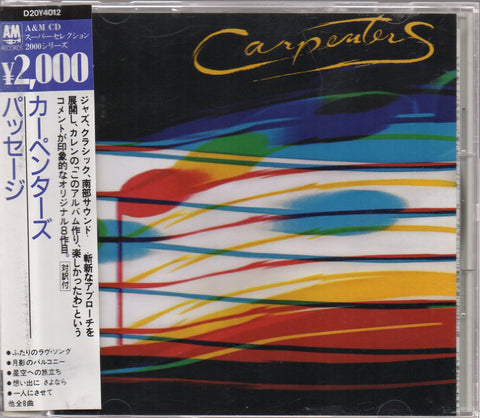 D20Y4012
A&M
RECORDS
A&M CD
スーパーセレクション
2000シリーズ
¥2,000
カーペンターズ
パッセージ
ジャズ、クラシック、南部サウンド… 斬新なアプローチを
展開し、カレンの「このアルバム作り、楽しかったわ」という
コメントが印象的なオリジナル8作目。
対訳付
●ふたりのラヴ・ソング
●月影のバルコニー
●星空への旅立ち
●想い出に さよなら
●一人にさせて
他全8曲
Carpenters